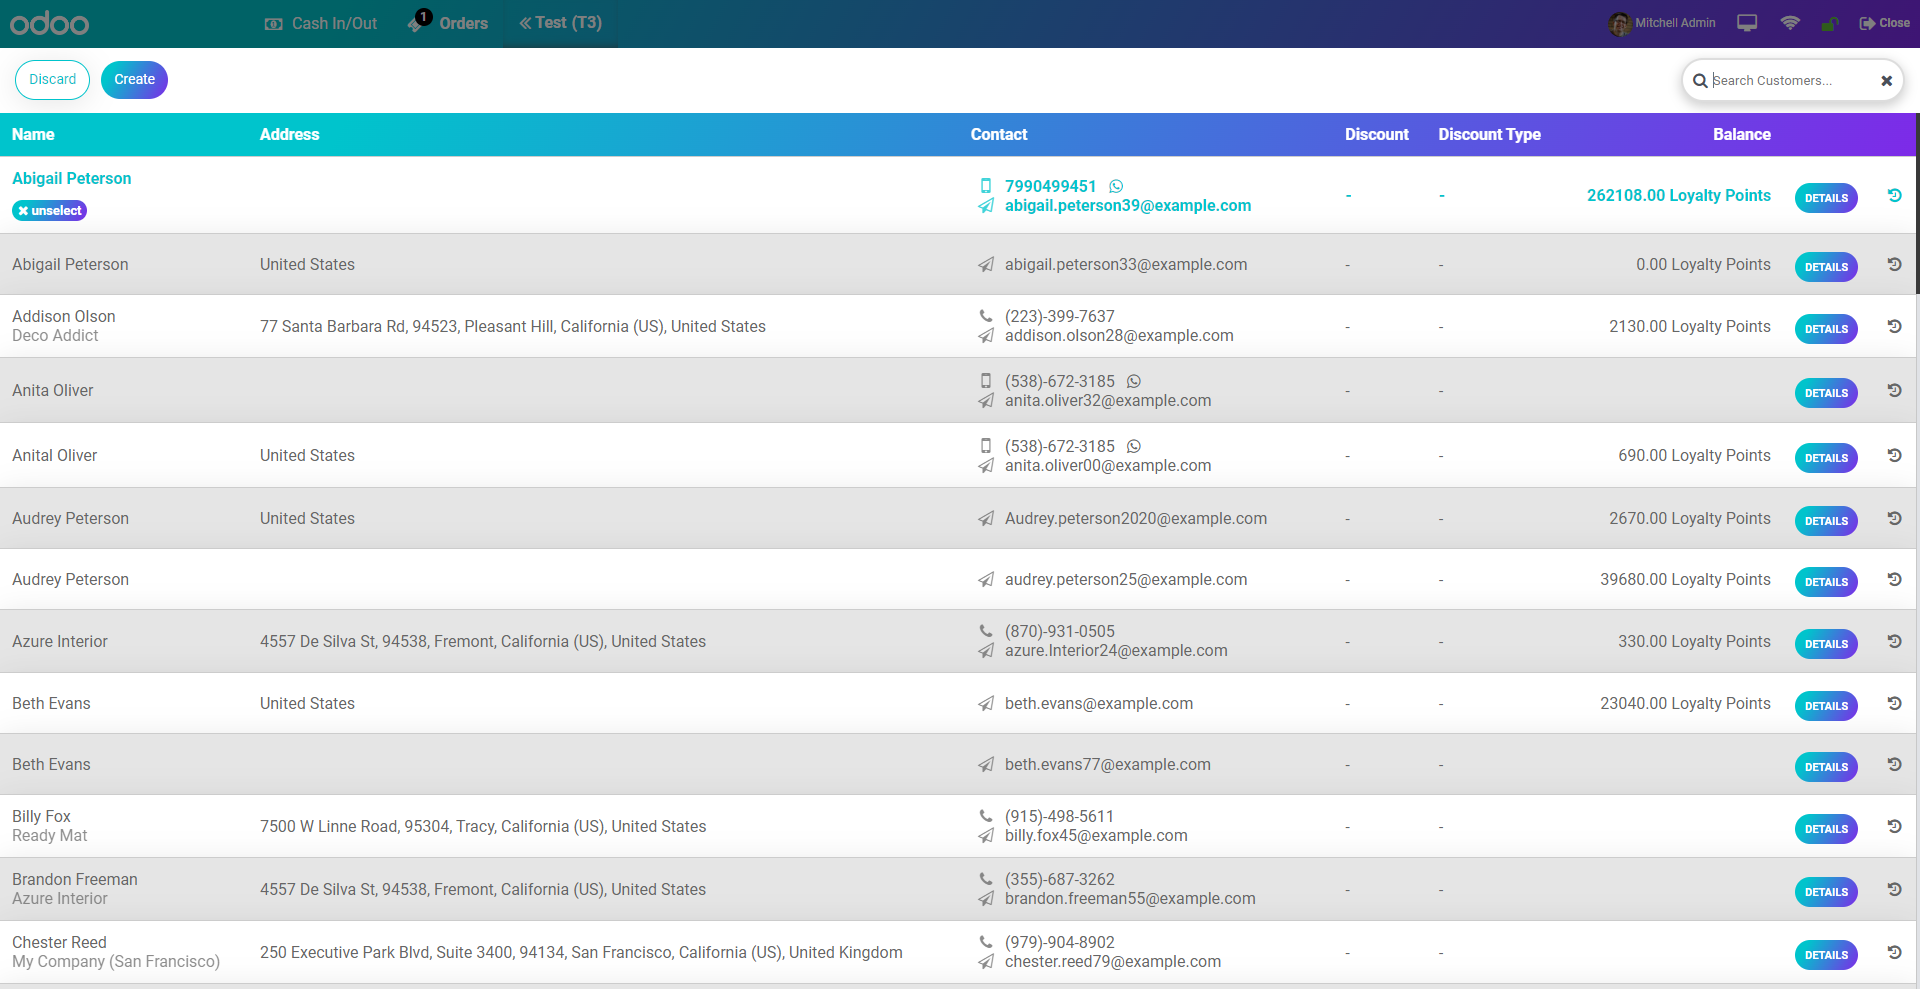 odoo Cash In/Out 1 Orders Test (T3) Mitchell Admin Close
Discard Create Search Customers...
Name Address Contact Discount Discount Type Balance
Abigail Peterson
unselect
7990499451
abigail.peterson39@example.com
- - 262108.00 Loyalty Points DETAILS
Abigail Peterson United States abigail.peterson33@example.com - - 0.00 Loyalty Points DETAILS
Addison Olson
Deco Addict
77 Santa Barbara Rd, 94523, Pleasant Hill, California (US), United States
(223)-399-7637
addison.olson28@example.com
- - 2130.00 Loyalty Points DETAILS
Anita Oliver
(538)-672-3185
anita.oliver32@example.com
- - DETAILS
Anital Oliver United States
(538)-672-3185
anita.oliver00@example.com
- - 690.00 Loyalty Points DETAILS
Audrey Peterson United States Audrey.peterson2020@example.com - - 2670.00 Loyalty Points DETAILS
Audrey Peterson audrey.peterson25@example.com - - 39680.00 Loyalty Points DETAILS
Azure Interior 4557 De Silva St, 94538, Fremont, California (US), United States
(870)-931-0505
azure.Interior24@example.com
- - 330.00 Loyalty Points DETAILS
Beth Evans United States beth.evans@example.com - - 23040.00 Loyalty Points DETAILS
Beth Evans beth.evans77@example.com - - DETAILS
Billy Fox
Ready Mat
7500 W Linne Road, 95304, Tracy, California (US), United States
(915)-498-5611
billy.fox45@example.com
- - DETAILS
Brandon Freeman
Azure Interior
4557 De Silva St, 94538, Fremont, California (US), United States
(355)-687-3262
brandon.freeman55@example.com
- - DETAILS
Chester Reed
My Company (San Francisco)
250 Executive Park Blvd, Suite 3400, 94134, San Francisco, California (US), United Kingdom
(979)-904-8902
chester.reed79@example.com
- - DETAILS